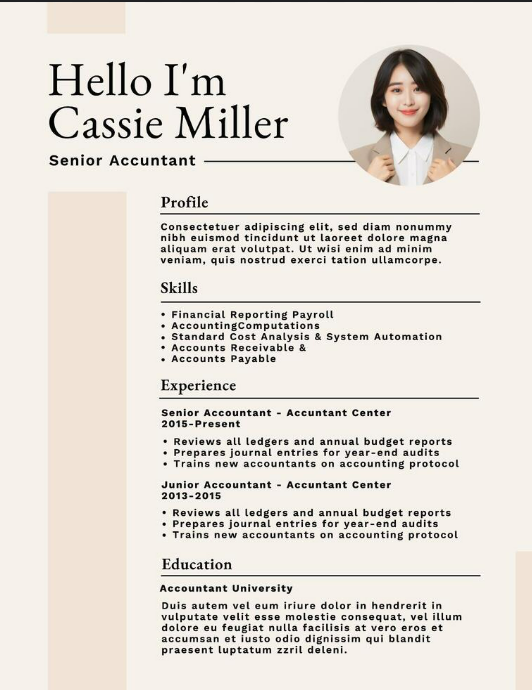 Hello I'm
Cassie Miller
Senior Accuntant
Profile
Consectetuer adipiscing elit, sed diam nonummy
nibh euismod tincidunt ut laoreet dolore magna
aliquam erat volutpat. Ut wisi enim ad minim
veniam, quis nostrud exerci tation ullamcorpe.
Skills
• Financial Reporting Payroll
• AccountingComputations
• Standard Cost Analysis & System Automation
• Accounts Receivable &
• Accounts Payable
Experience
Senior Accountant - Accuntant Center
2015-Present
• Reviews all ledgers and annual budget reports
• Prepares journal entries for year-end audits
• Trains new accountants on accounting protocol
Junior Accountant - Accuntant Center
2013-2015
• Reviews all ledgers and annual budget reports
• Prepares journal entries for year-end audits
• Trains new accountants on accounting protocol
Education
Accountant University
Duis autem vel eum iriure dolor in hendrerit in
vulputate velit esse molestie consequat, vel illum
dolore eu feugiat nulla facilisis at vero eros et
accumsan et iusto odio dignissim qui blandit
praesent luptatum zzril deleni.